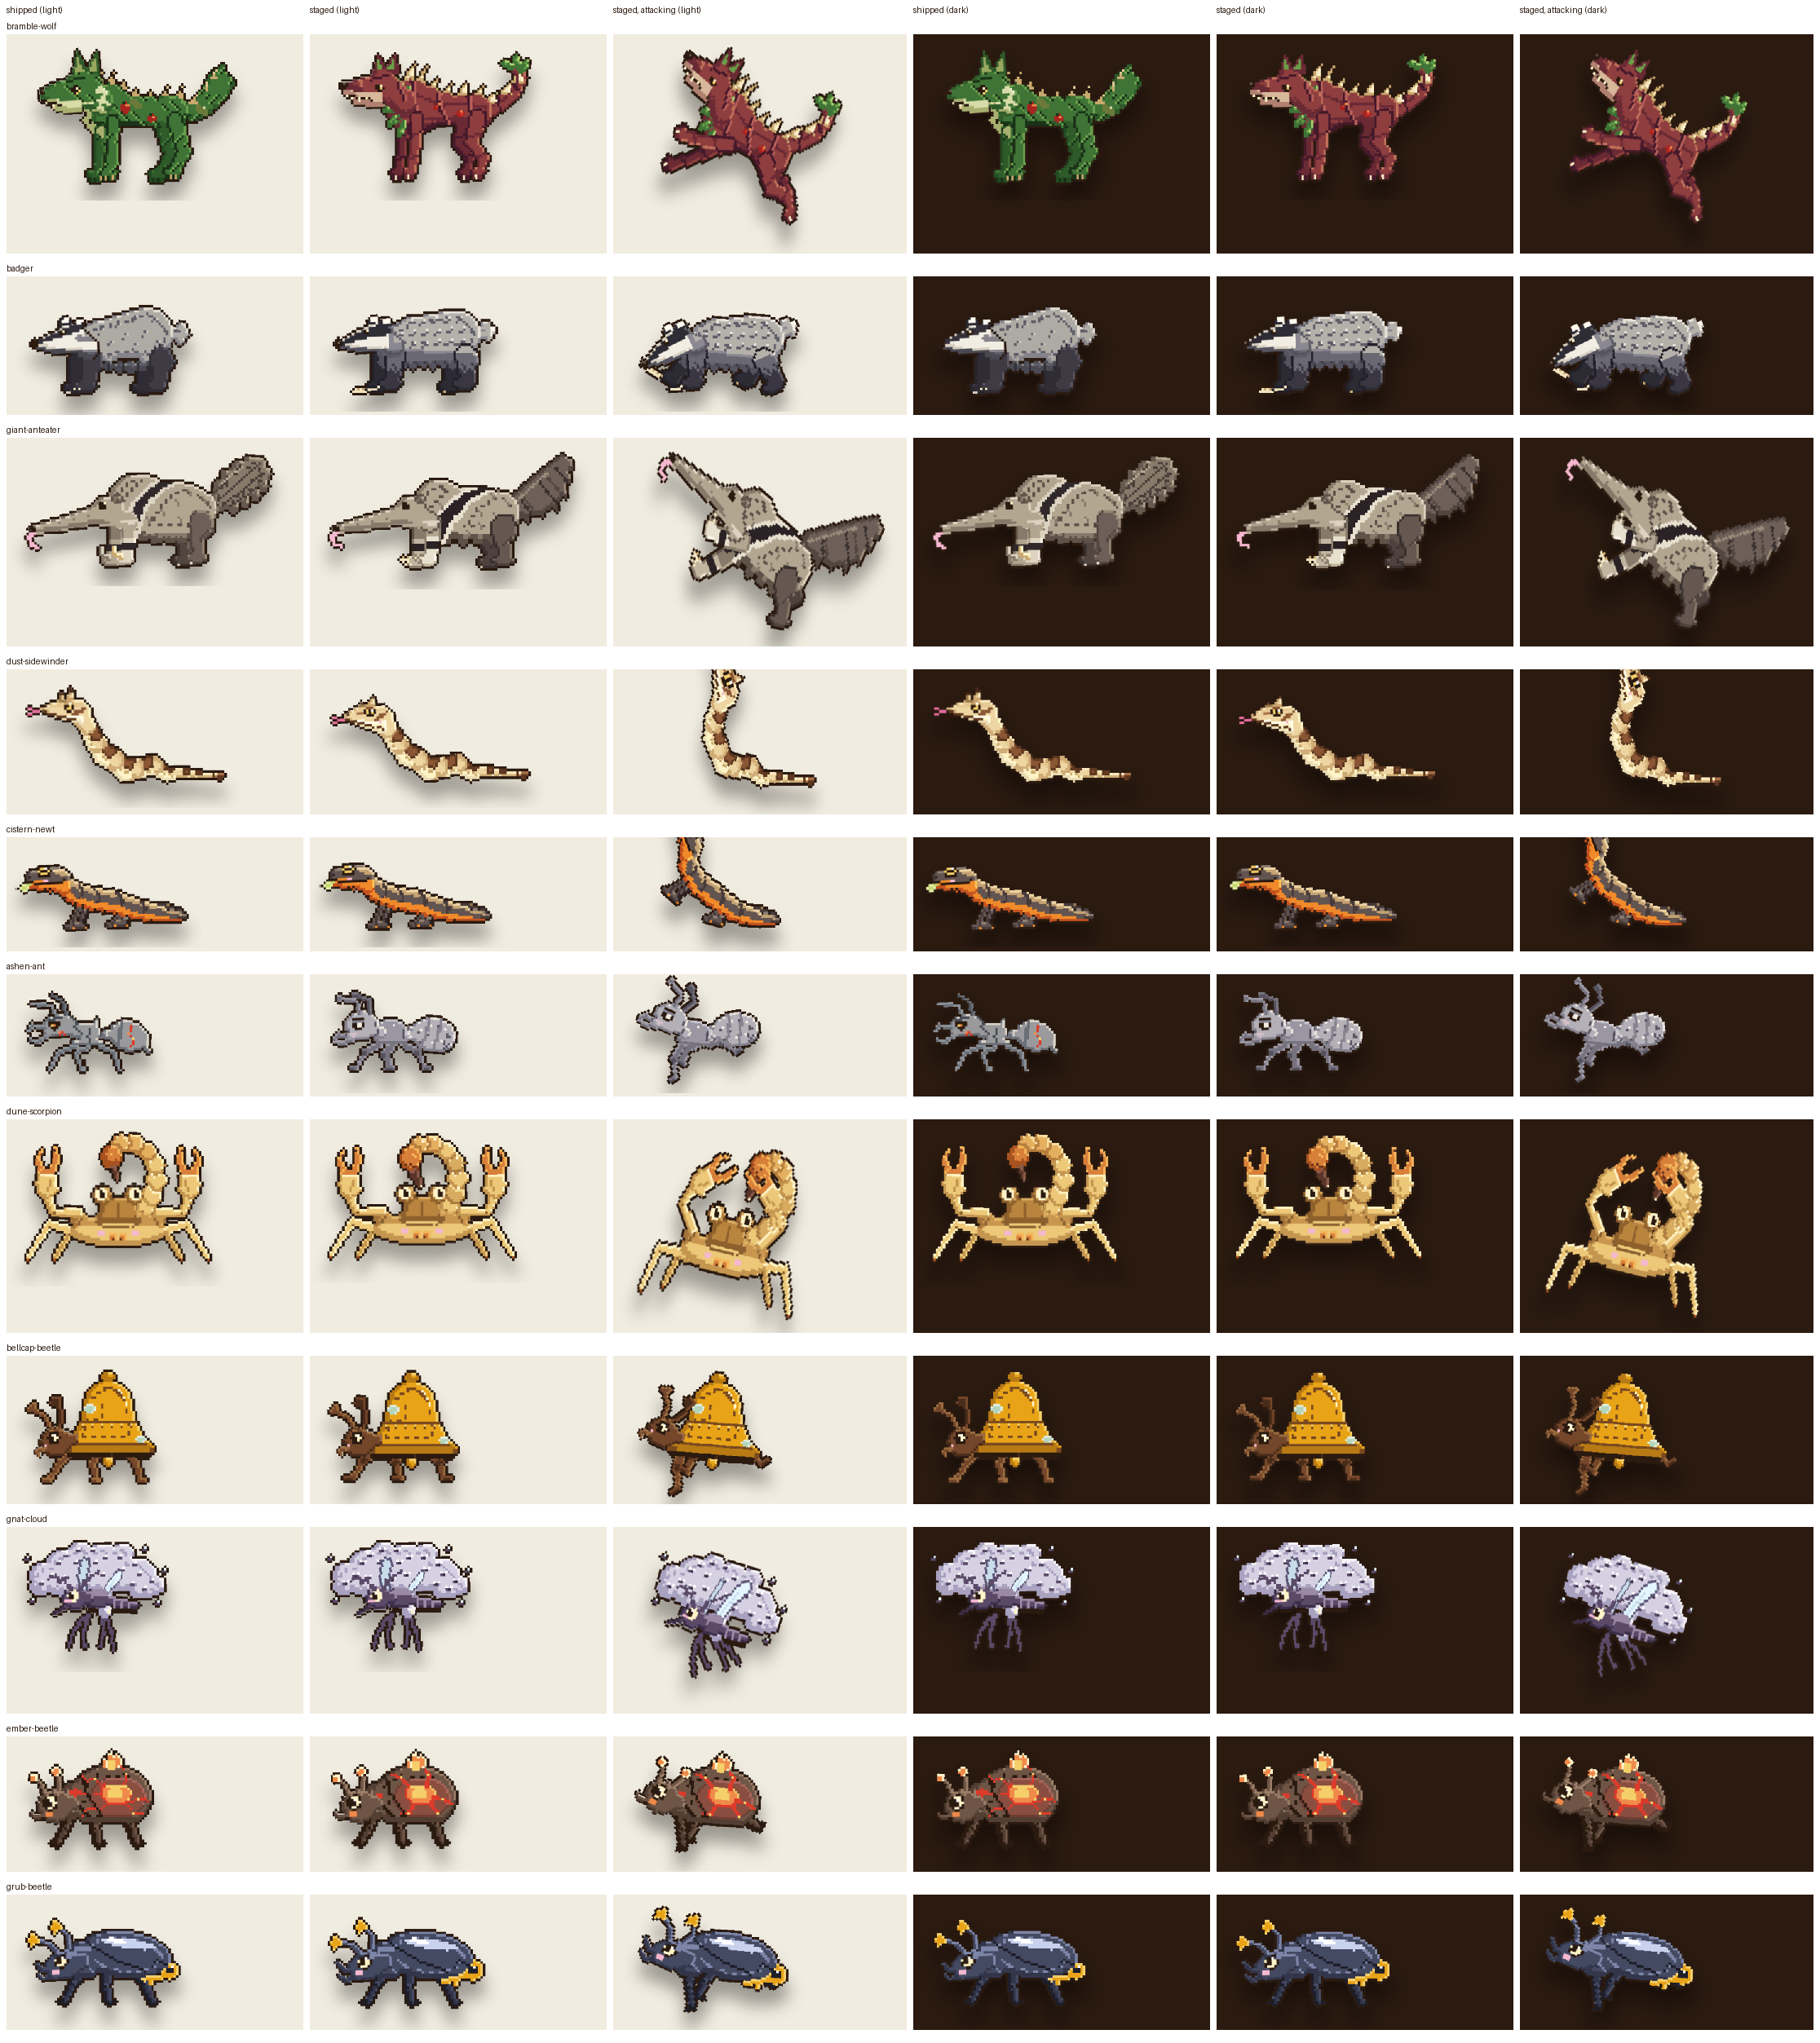 shipped (light) staged (light) staged, attacking (light) shipped (dark) staged (dark) staged, attacking (dark)
bramble-wolf
badger
giant-anteater
dust-sidewinder
cistern-newt
ashen-ant
dune-scorpion
bellcap-beetle
gnat-cloud
ember-beetle
grub-beetle